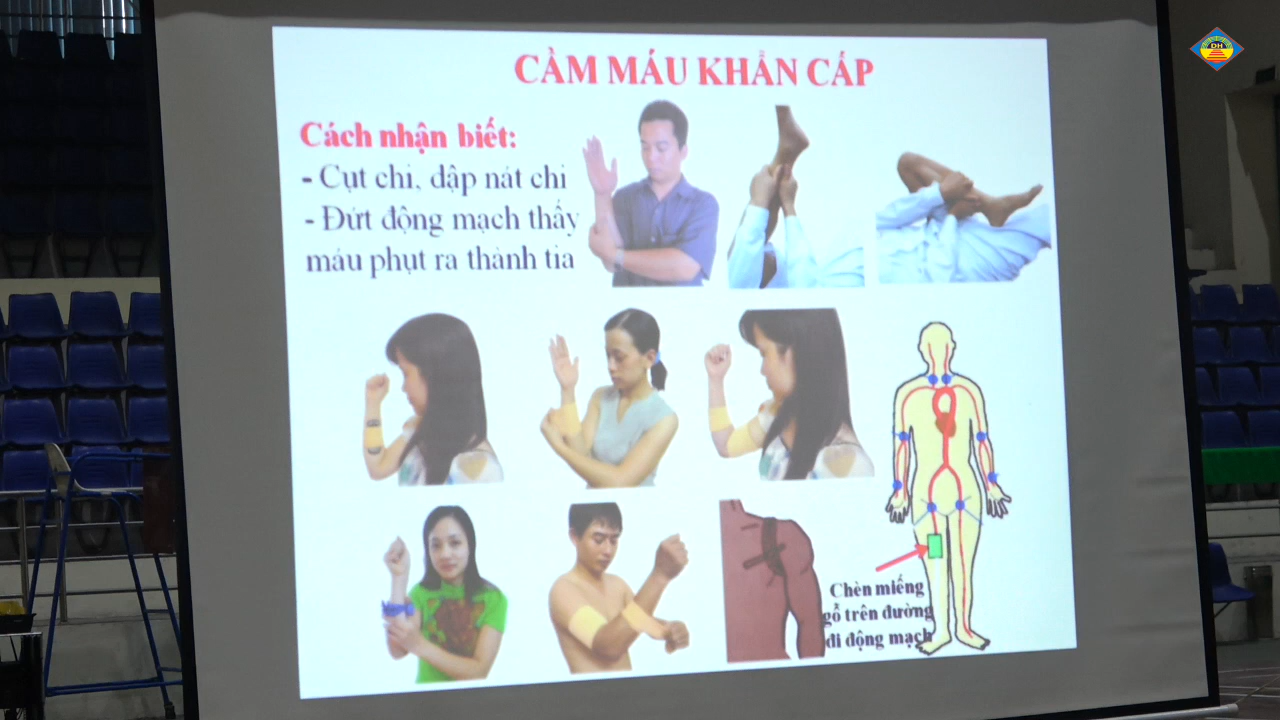 CẦM MÁU KHẨN CẤP
Cách nhận biết:
- Cụt chi, dập nát chi
- Đứt động mạch thấy
máu phụt ra thành tia
Chèn miếng
gỗ trên đường
đi động mạch
DH